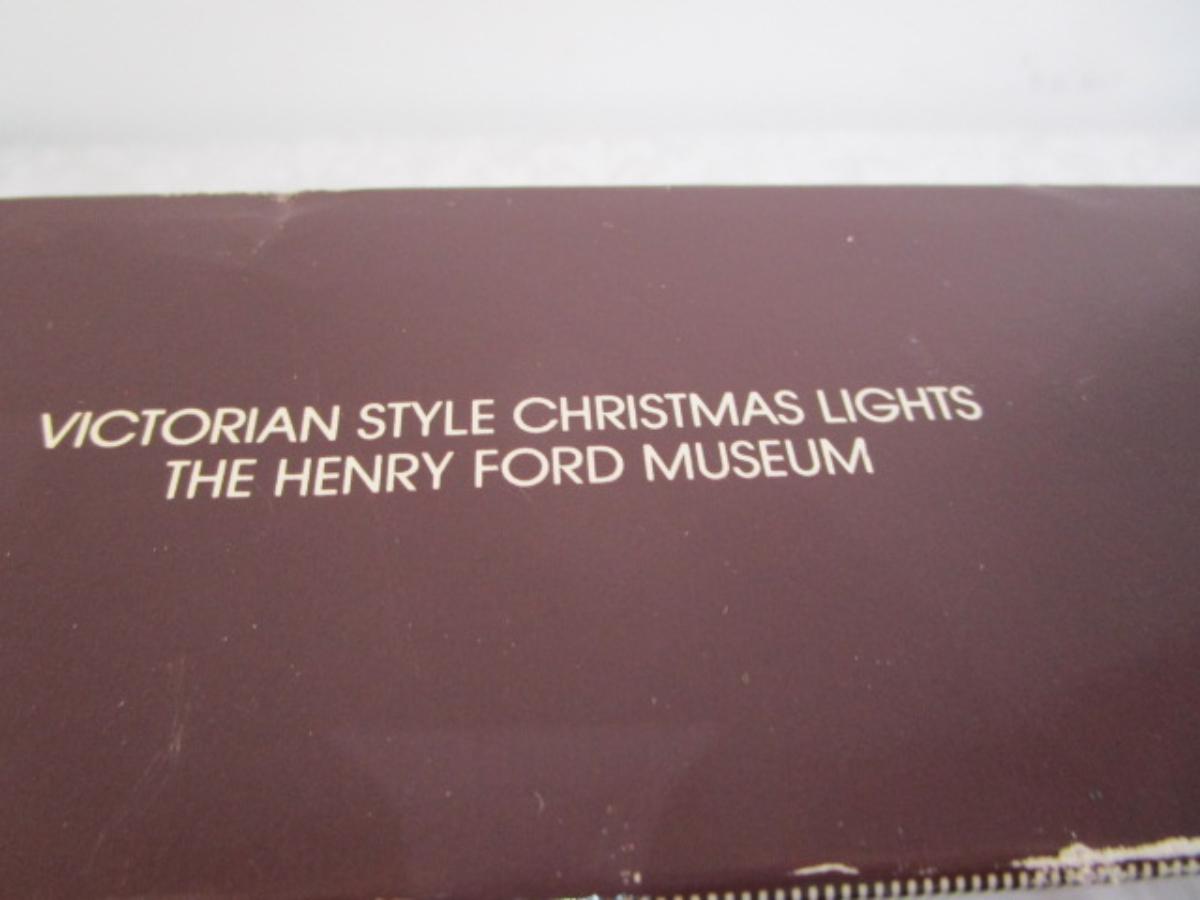 VICTORIAN STYLE CHRISTMAS LIGHTS
THE HENRY FORD MUSEUM